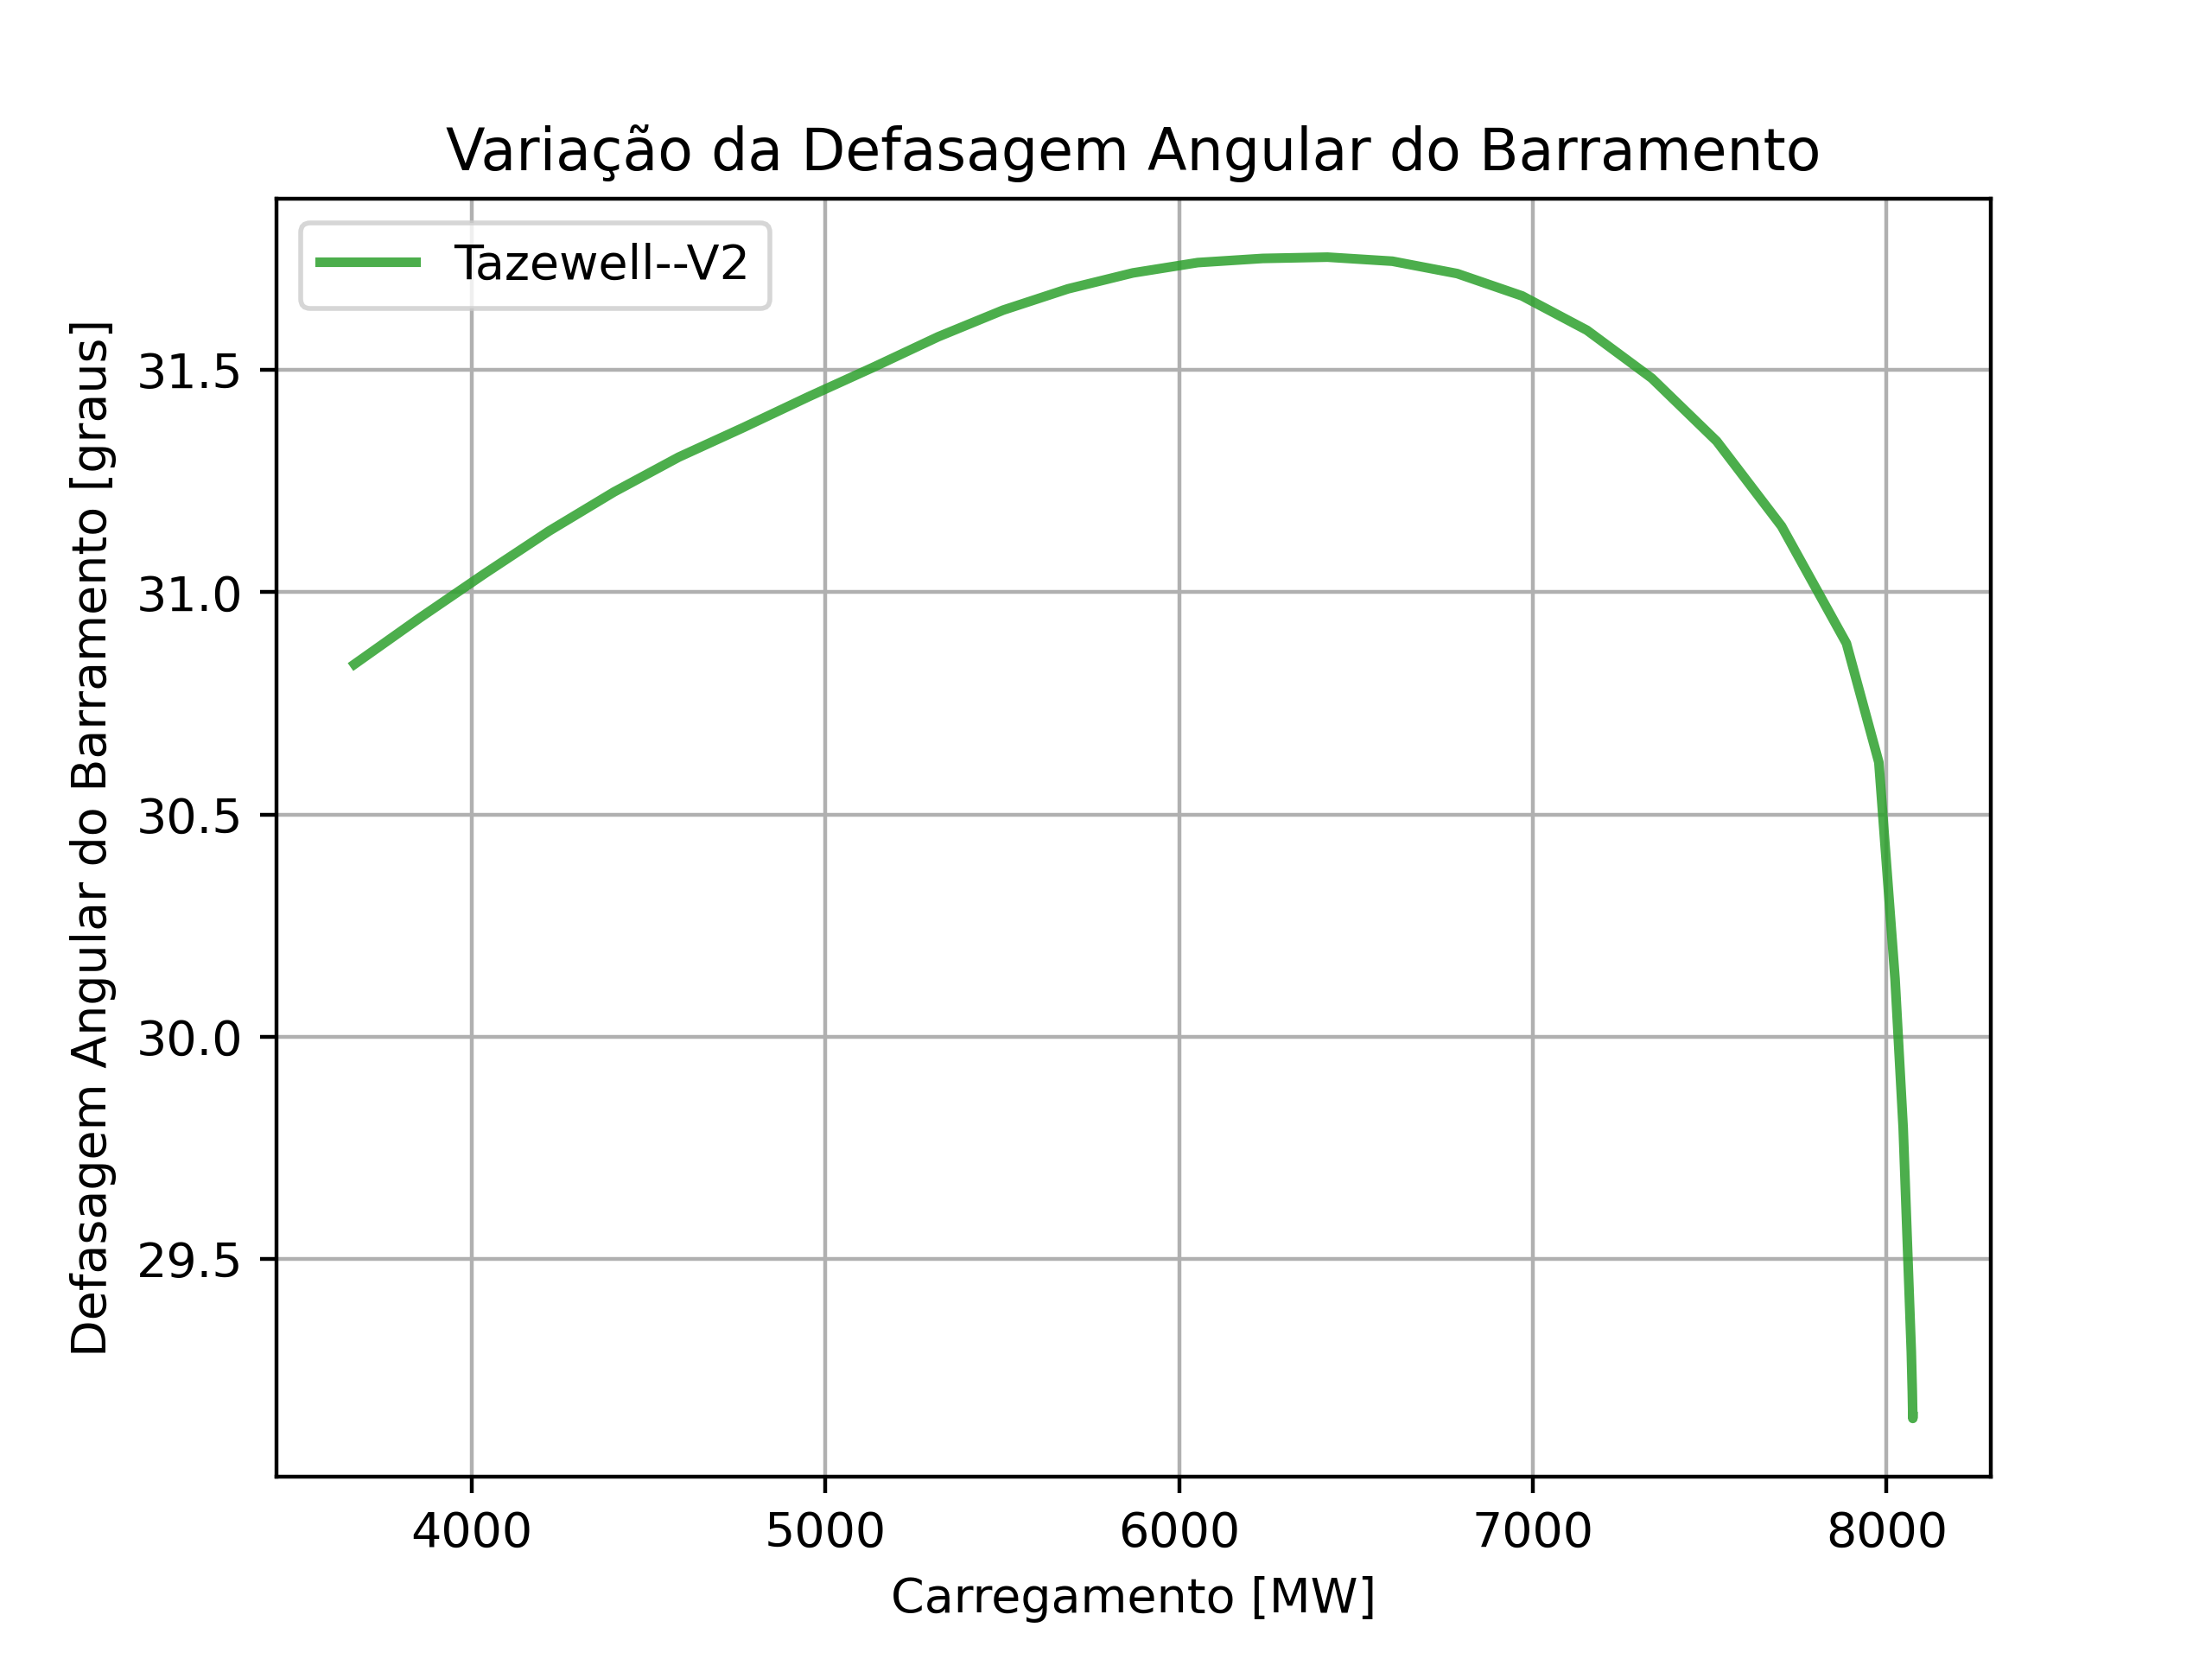 Variação da Defasagem Angular do Barramento
Tazewell--V2
Defasagem Angular do Barramento [graus]
31.5
31.0
30.5
30.0
29.5
4000 5000 6000 7000 8000
Carregamento [MW]